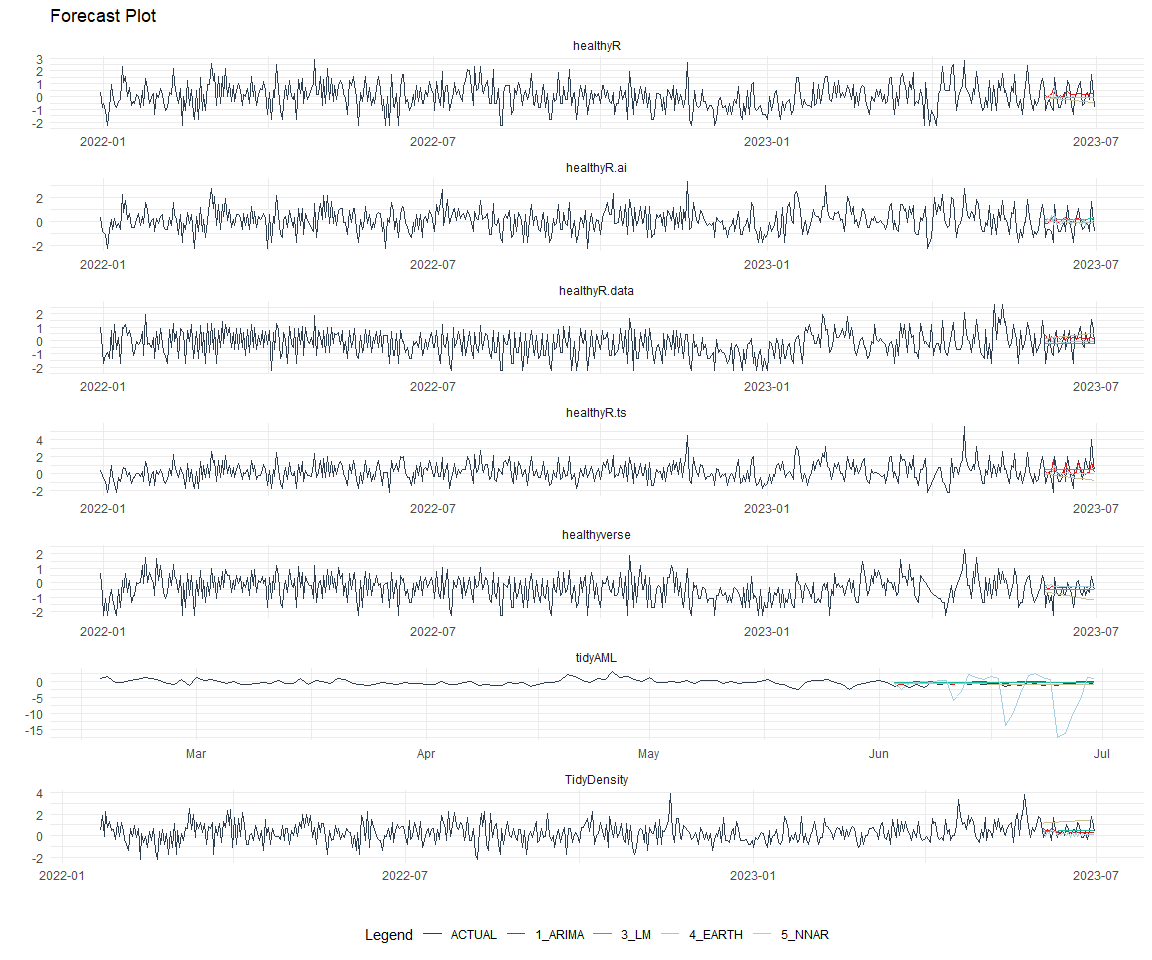 Forecast Plot
healthyR
3
2
1
0
-1
-2
2022-01 2022-07 2023-01 2023-07
healthyR.ai
2
0
-2
2022-01 2022-07 2023-01 2023-07
healthyR.data
2
1
0
-1
-2
2022-01 2022-07 2023-01 2023-07
healthyR.ts
4
2
0
-2
2022-01 2022-07 2023-01 2023-07
healthyverse
2
1
0
-1
-2
2022-01 2022-07 2023-01 2023-07
tidyAML
0
-5
-10
-15
Mar Apr May Jun Jul
TidyDensity
4
2
0
-2
2022-01 2022-07 2023-01 2023-07
Legend ACTUAL 1_ARIMA 3_LM 4_EARTH 5_NNAR